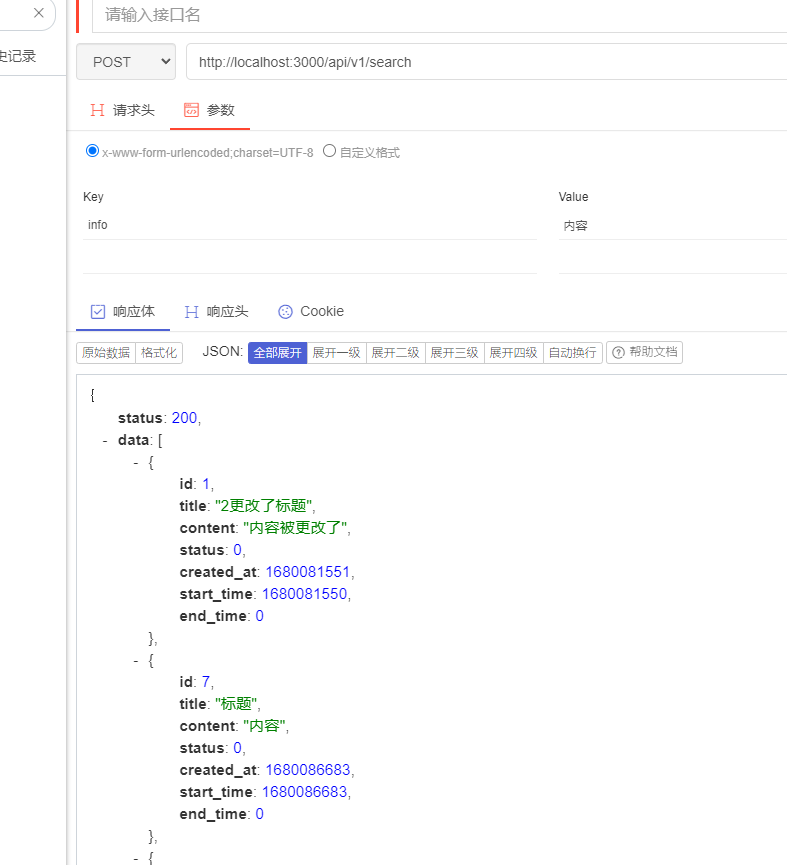 请输入接口名
POST http://localhost:3000/api/v1/search
史记录
请求头 参数
x-www-form-urlencoded;charset=UTF-8 自定义格式
Key Value
info 内容
响应体 响应头 Cookie
原始数据 格式化 JSON: 全部展开 展开一级 展开二级 展开三级 展开四级 自动换行 帮助文档
{
status: 200,
- data: [
- {
id: 1,
title: "2更改了标题",
content: "内容被更改了",
status: 0,
created_at: 1680081551,
start_time: 1680081550,
end_time: 0
},
- {
id: 7,
title: "标题",
content: "内容",
status: 0,
created_at: 1680086683,
start_time: 1680086683,
end_time: 0
},
- {